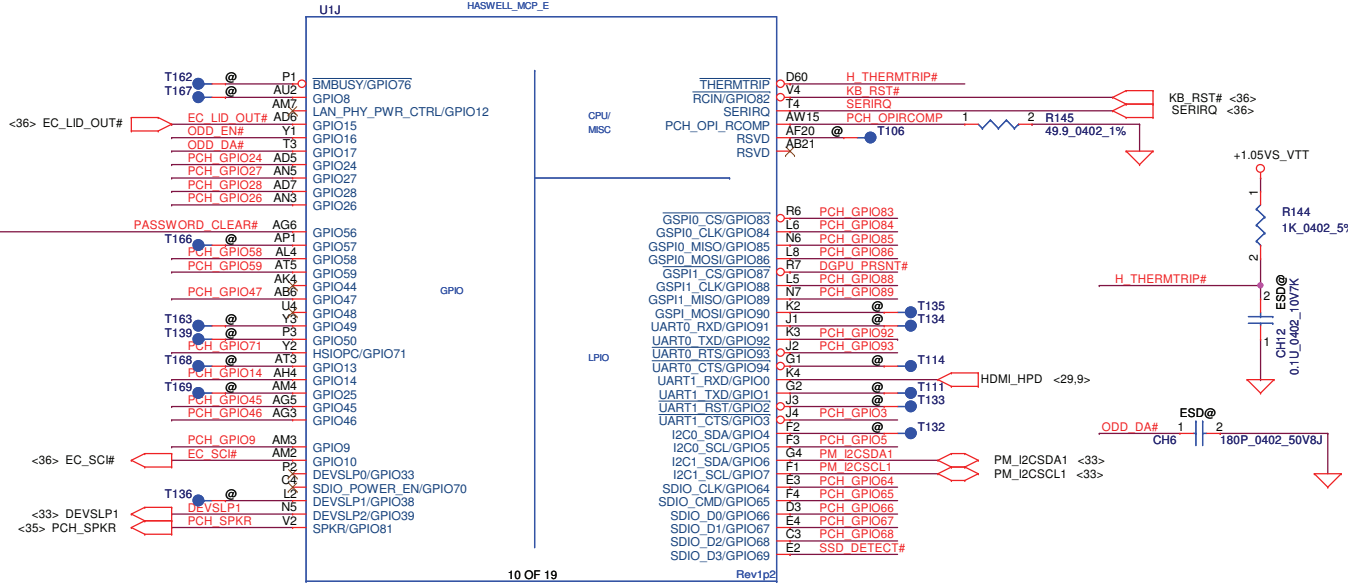 U1J
HASWELL_MCP_E
T162 @ P1 BMBUSY/GPIO76
T167 @ AU2 GPIO8
AM7 LAN_PHY_PWR_CTRL/GPIO12
<36> EC_LID_OUT# EC_LID_OUT# AD6 GPIO15
ODD_EN# Y1 GPIO16
ODD_DA# T3 GPIO17
PCH_GPIO24 AD5 GPIO24
PCH_GPIO27 AN5 GPIO27
PCH_GPIO28 AD7 GPIO28
PCH_GPIO26 AN3 GPIO26
PASSWORD_CLEAR# AG6 GPIO56
T166 @ AP1 GPIO57
PCH_GPIO58 AL4 GPIO58
PCH_GPIO59 AT5 GPIO59
AK4 GPIO44
PCH_GPIO47 AB6 GPIO47
U4 GPIO48
T163 @ Y3 GPIO49
T139 @ P3 GPIO50
PCH_GPIO71 Y2 HSIOPC/GPIO71
T168 @ AT3 GPIO13
PCH_GPIO14 AH4 GPIO14
T169 @ AM4 GPIO25
PCH_GPIO45 AG5 GPIO45
PCH_GPIO46 AG3 GPIO46
PCH_GPIO9 AM3 GPIO9
<36> EC_SCI# EC_SCI# AM2 GPIO10
P2 DEVSLP0/GPIO33
C4 SDIO_POWER_EN/GPIO70
T136 @ L2 DEVSLP1/GPIO38
<33> DEVSLP1 DEVSLP1 N5 DEVSLP2/GPIO39
<35> PCH_SPKR PCH_SPKR V2 SPKR/GPIO81
CPU/
MISC
GPIO
LPIO
THERMTRIP D60 H_THERMTRIP#
RCIN/GPIO82 V4 KB_RST# KB_RST# <36>
SERIRQ T4 SERIRQ SERIRQ <36>
PCH_OPI_RCOMP AW15 PCH_OPIRCOMP 1 2 R145
49.9_0402_1%
RSVD AF20 @ T106
RSVD AB21
GSPI0_CS/GPIO83 R6 PCH_GPIO83
GSPI0_CLK/GPIO84 L6 PCH_GPIO84
GSPI0_MISO/GPIO85 N6 PCH_GPIO85
GSPI0_MOSI/GPIO86 L8 PCH_GPIO86
GSPI1_CS/GPIO87 R7 DGPU_PRSNT#
GSPI1_CLK/GPIO88 L5 PCH_GPIO88
GSPI1_MISO/GPIO89 N7 PCH_GPIO89
GSPI_MOSI/GPIO90 K2 @ T135
UART0_RXD/GPIO91 J1 @ T134
UART0_TXD/GPIO92 K3 PCH_GPIO92
UART0_RTS/GPIO93 J2 PCH_GPIO93
UART0_CTS/GPIO94 G1 @ T114
UART1_RXD/GPIO0 K4 HDMI_HPD <29,9>
UART1_TXD/GPIO1 G2 @ T111
UART1_RST/GPIO2 J3 @ T133
UART1_CTS/GPIO3 J4 PCH_GPIO3
I2C0_SDA/GPIO4 F2 @ T132
I2C0_SCL/GPIO5 F3 PCH_GPIO5
I2C1_SDA/GPIO6 G4 PM_I2CSDA1 PM_I2CSDA1 <33>
I2C1_SCL/GPIO7 F1 PM_I2CSCL1 PM_I2CSCL1 <33>
SDIO_CLK/GPIO64 E3 PCH_GPIO64
SDIO_CMD/GPIO65 F4 PCH_GPIO65
SDIO_D0/GPIO66 D3 PCH_GPIO66
SDIO_D1/GPIO67 E4 PCH_GPIO67
SDIO_D2/GPIO68 C3 PCH_GPIO68
SDIO_D3/GPIO69 E2 SSD_DETECT#
10 OF 19
Rev1p2
+1.05VS_VTT
1
R144
1K_0402_5%
2
H_THERMTRIP#
2
ESD@
CH12
0.1U_0402_10V7K
1
ESD@
ODD_DA# 1 2
CH6 180P_0402_50V8J